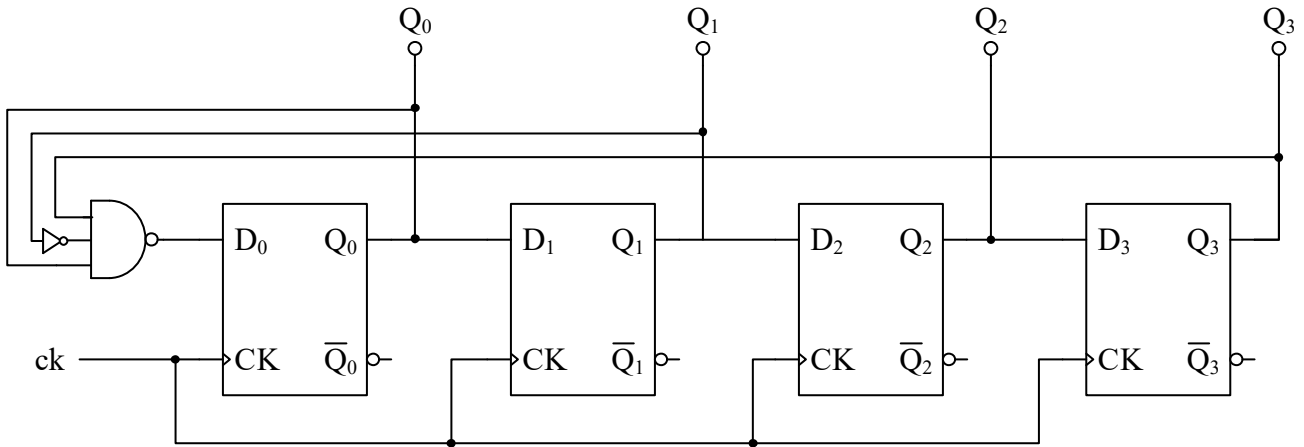 Q₀ Q₁ Q₂ Q₃
D₀ Q₀ D₁ Q₁ D₂ Q₂ D₃ Q₃
ck CK Q̅₀ CK Q̅₁ CK Q̅₂ CK Q̅₃